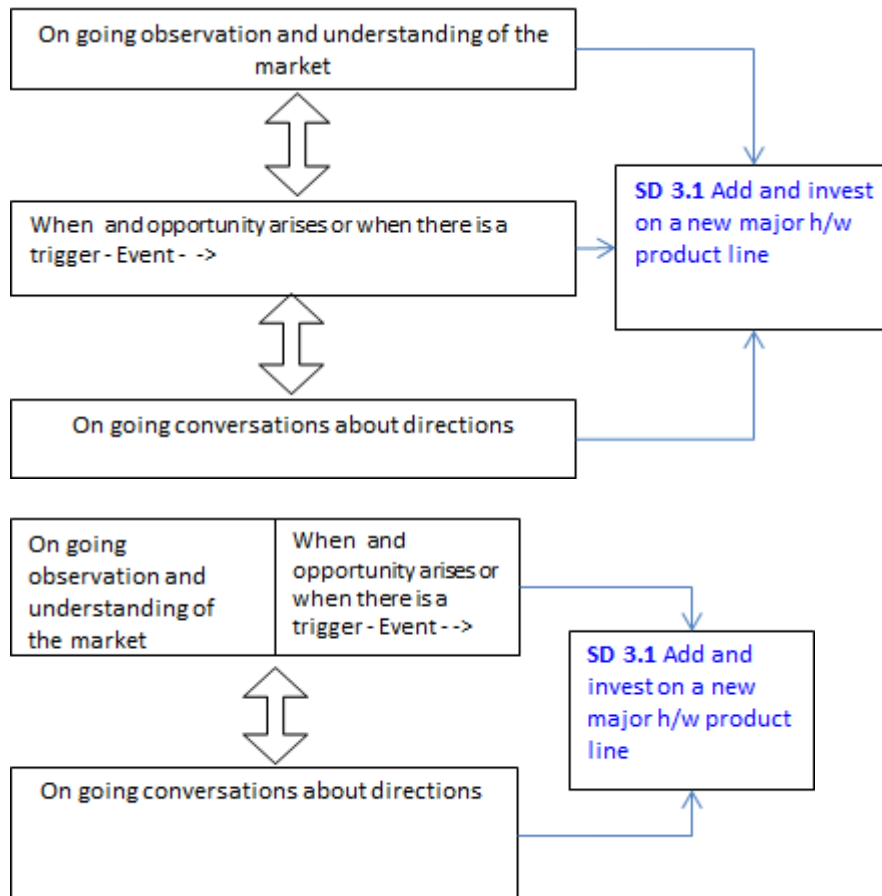 On going observation and understanding of the
market
SD 3.1 Add and invest
on a new major h/w
product line
When and opportunity arises or when there is a
trigger - Event - ->
On going conversations about directions
On going
observation and
understanding of
the market
When and
opportunity arises or
when there is a
trigger - Event - ->
SD 3.1 Add and
invest on a new
major h/w product
line
On going conversations about directions